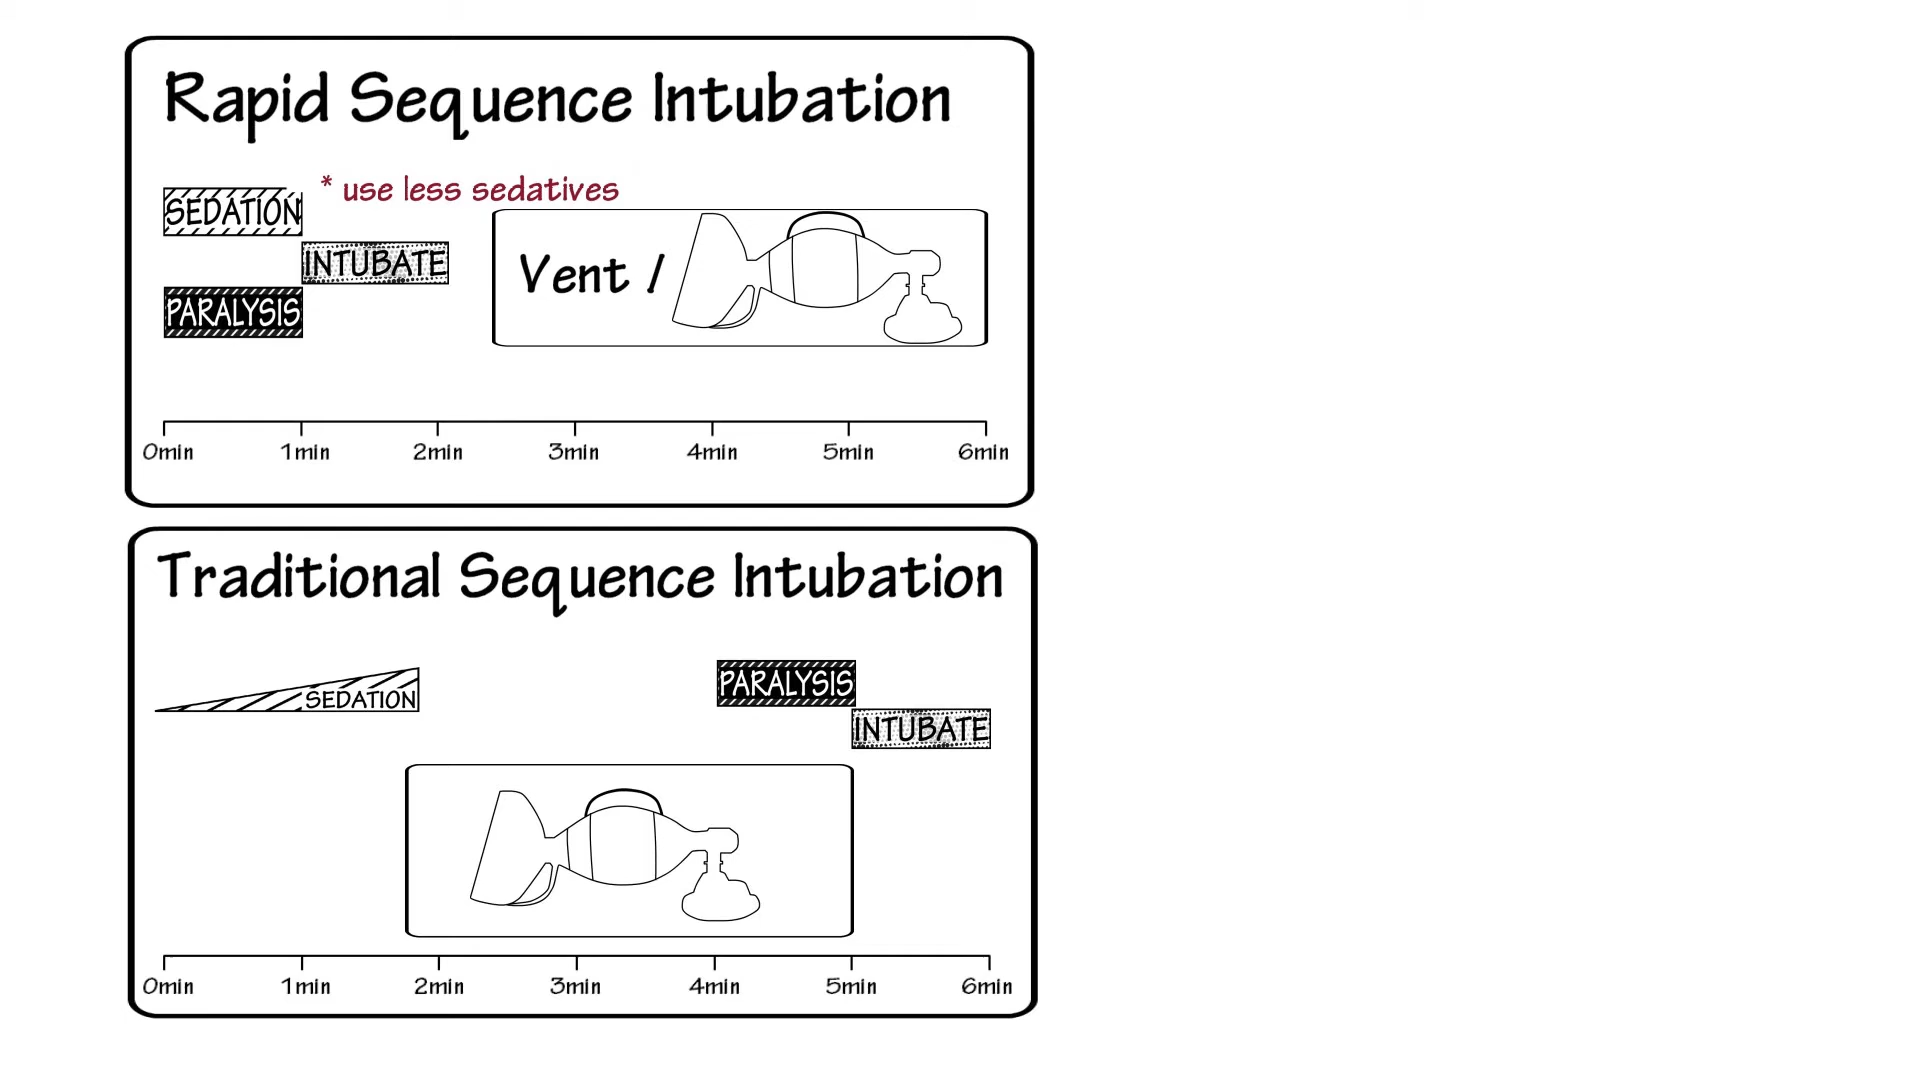 Rapid Sequence Intubation
* use less sedatives
SEDATION
INTUBATE
PARALYSIS
Vent /
0min 1min 2min 3min 4min 5min 6min
Traditional Sequence Intubation
SEDATION
PARALYSIS
INTUBATE
0min 1min 2min 3min 4min 5min 6min